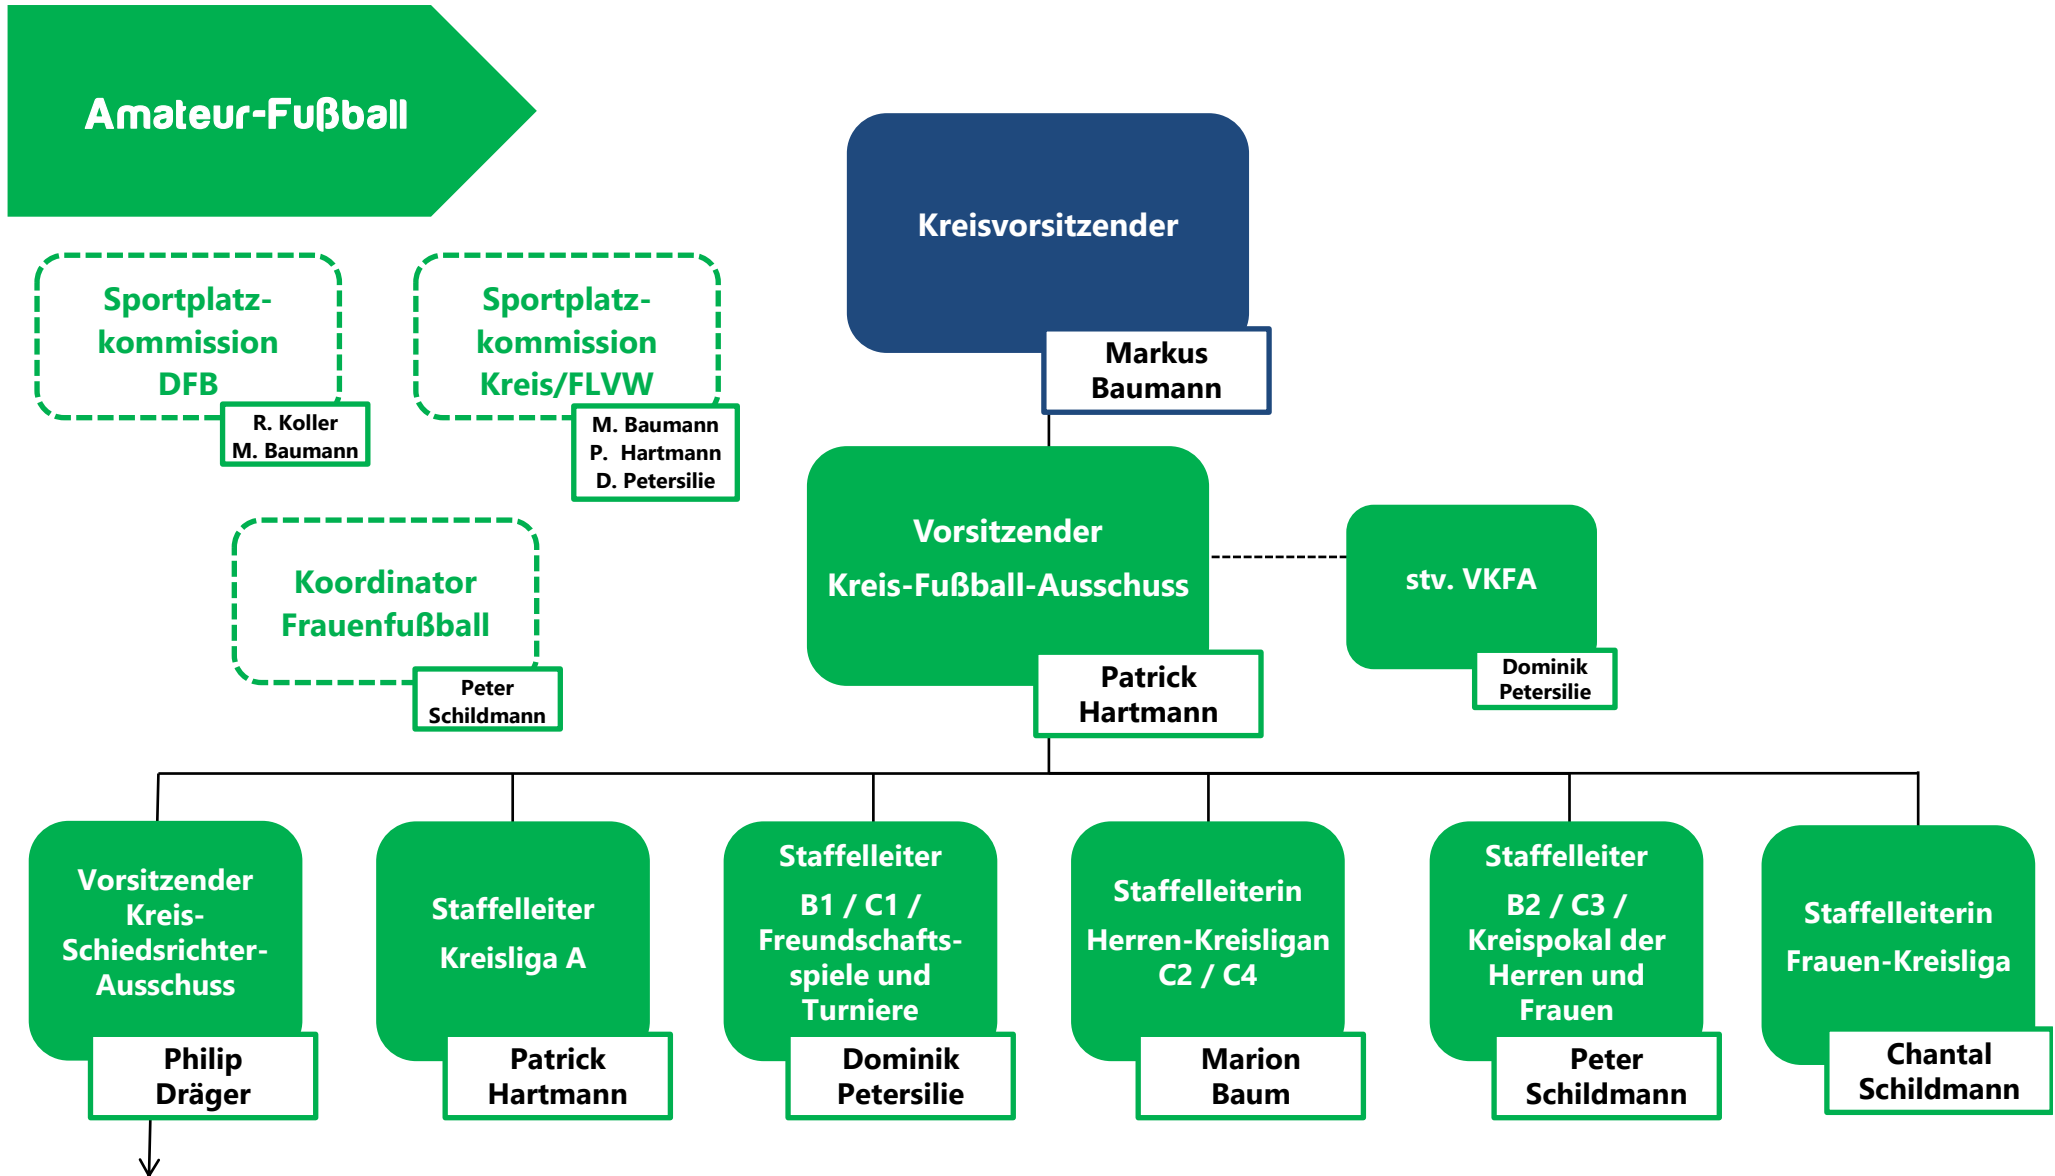 Amateur-Fußball
Kreisvorsitzender
Markus
Baumann
Sportplatz-
kommission
DFB
R. Koller
M. Baumann
Sportplatz-
kommission
Kreis/FLVW
M. Baumann
P. Hartmann
D. Petersilie
Koordinator
Frauenfußball
Peter
Schildmann
Vorsitzender
Kreis-Fußball-Ausschuss
Patrick
Hartmann
stv. VKFA
Dominik
Petersilie
Vorsitzender
Kreis-
Schiedsrichter-
Ausschuss
Philip
Dräger
Staffelleiter
Kreisliga A
Patrick
Hartmann
Staffelleiter
B1 / C1 /
Freundschafts-
spiele und
Turniere
Dominik
Petersilie
Staffelleiterin
Herren-Kreisligan
C2 / C4
Marion
Baum
Staffelleiter
B2 / C3 /
Kreispokal der
Herren und
Frauen
Peter
Schildmann
Staffelleiterin
Frauen-Kreisliga
Chantal
Schildmann